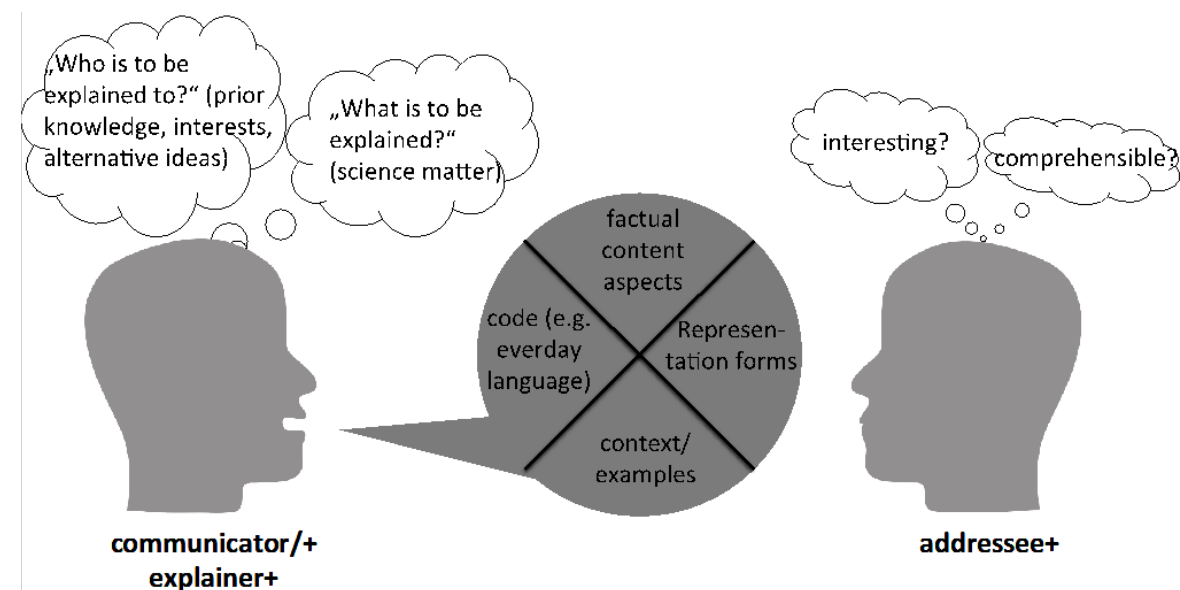 „Who is to be
explained to?“ (prior
knowledge, interests,
alternative ideas)
„What is to be
explained?“
(science matter)
interesting?
comprehensible?
factual
content
aspects
code (e.g.
everday
language)
Represen-
tation forms
context/
examples
communicator/+
explainer+
addressee+